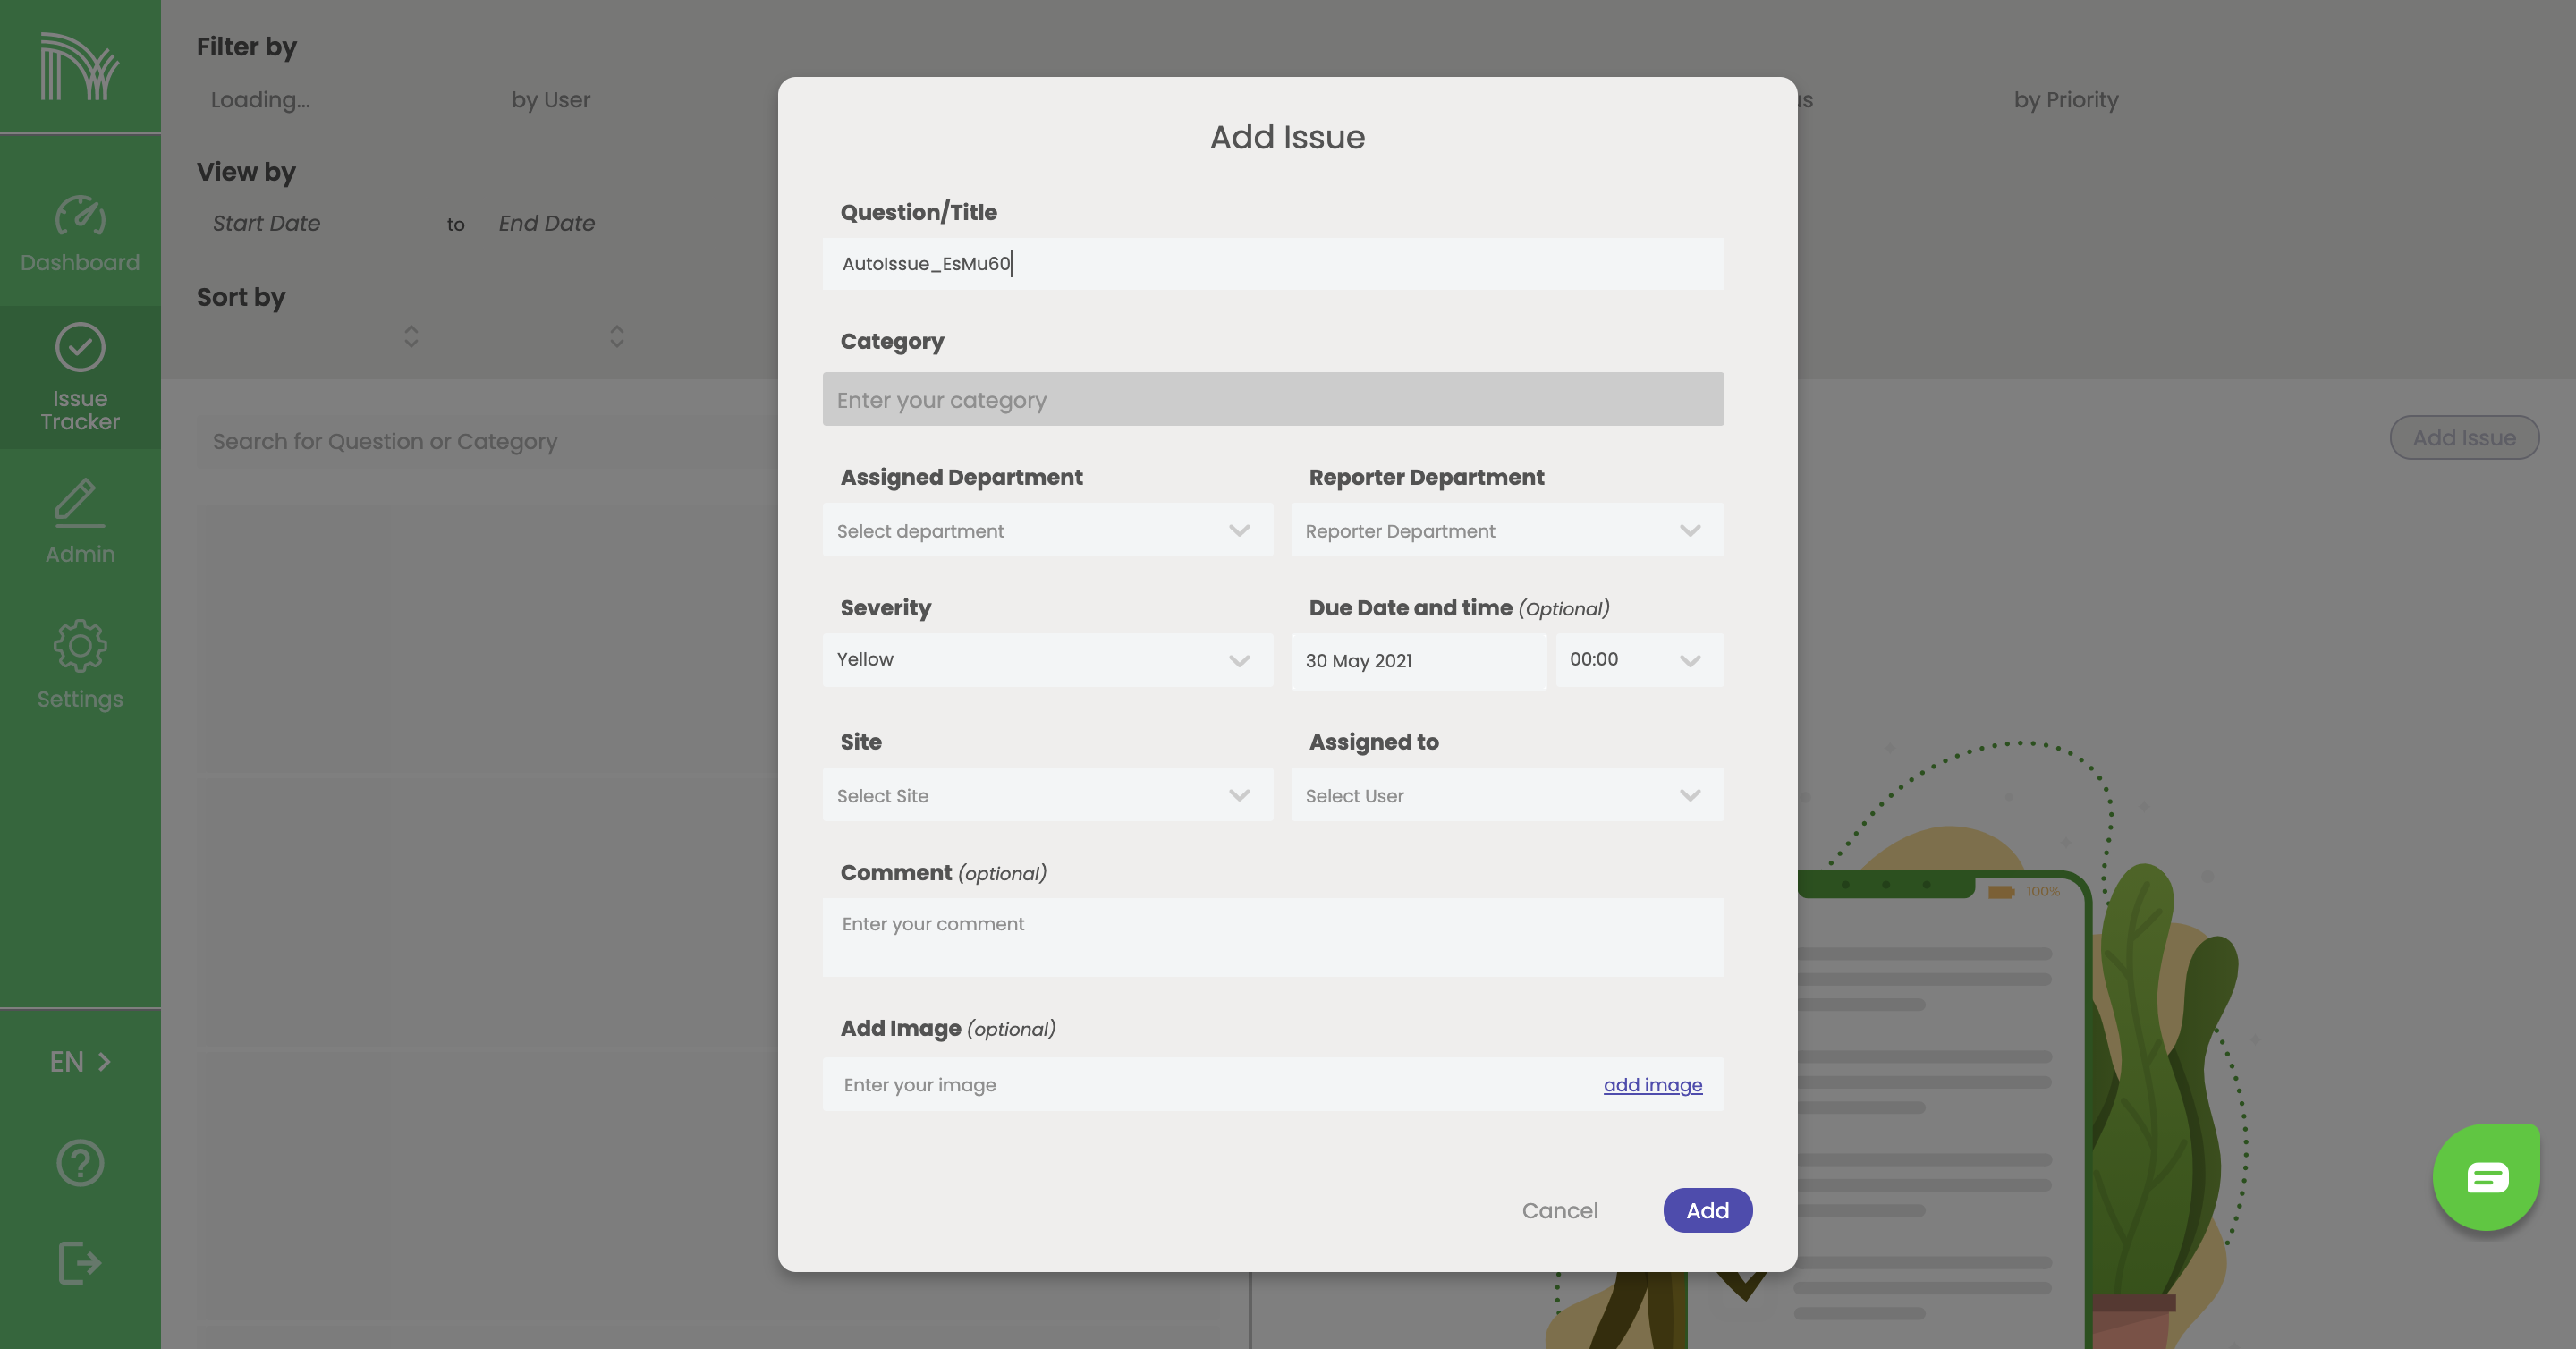 Filter by
Loading...
by User
by Priority
View by
Start Date
to
End Date
Sort by
Search for Question or Category
Add Issue
Dashboard
Issue
Tracker
Admin
Settings
EN
Add Issue
Question/Title
AutoIssue_EsMu60
Category
Enter your category
Assigned Department
Reporter Department
Select department
Reporter Department
Severity
Due Date and time (Optional)
Yellow
30 May 2021
00:00
Site
Assigned to
Select Site
Select User
Comment (optional)
Enter your comment
Add Image (optional)
Enter your image
add image
Cancel
Add
100%